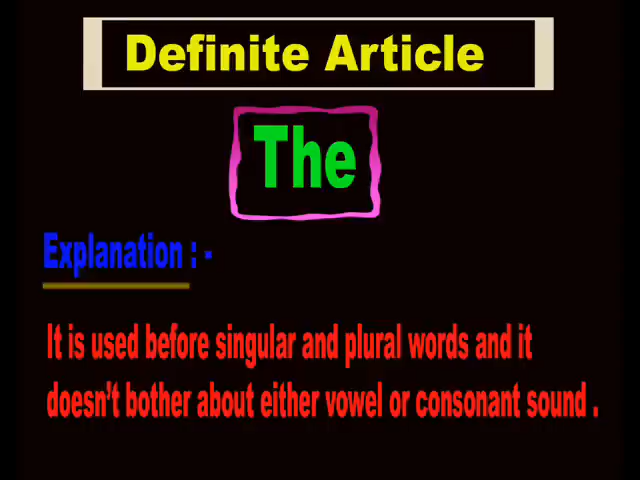 Definite Article
The
Explanation : -
It is used before singular and plural words and it
doesn't bother about either vowel or consonant sound .